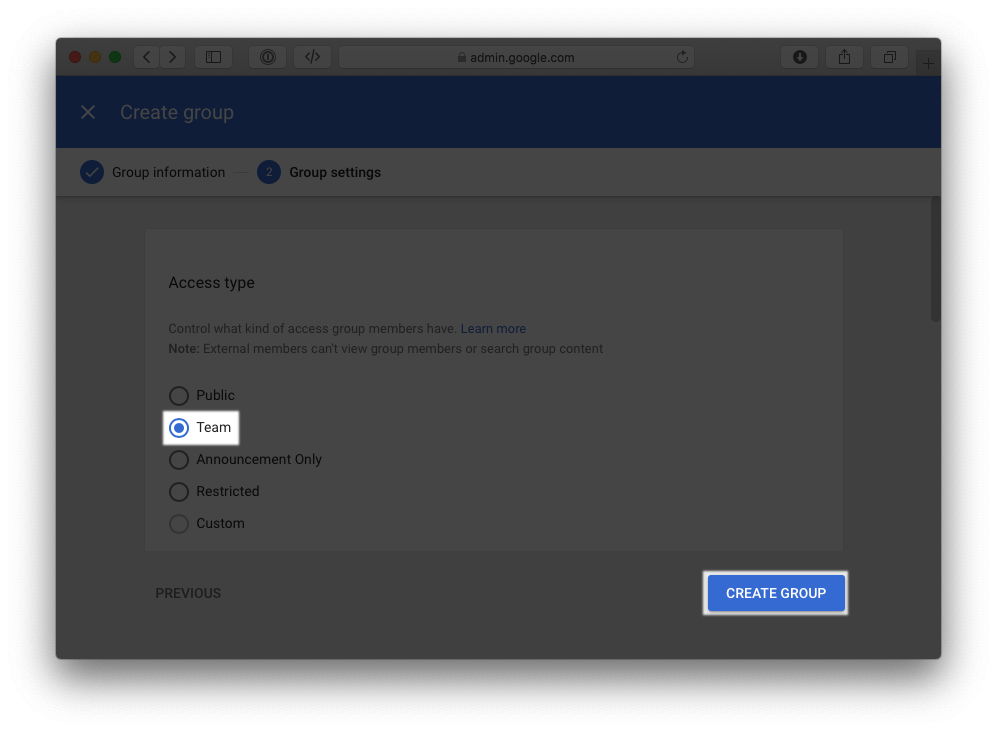 admin.google.com
Create group
Group information
2 Group settings
Access type
Control what kind of access group members have. Learn more
Note: External members can't view group members or search group content
Public
Team
Announcement Only
Restricted
Custom
PREVIOUS
CREATE GROUP